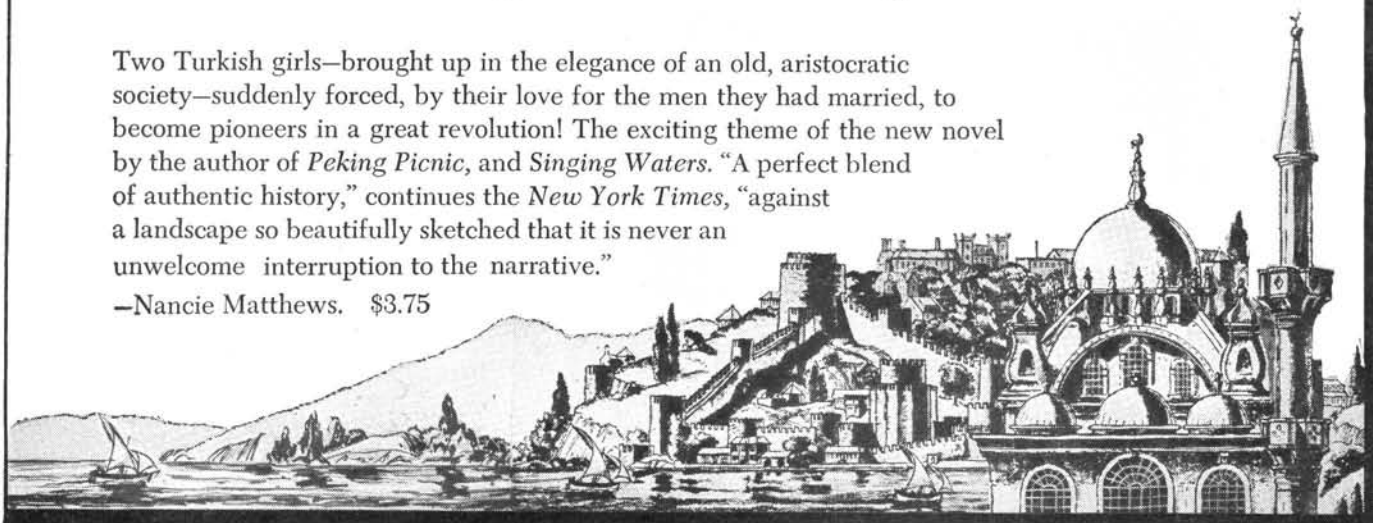 Two Turkish girls—brought up in the elegance of an old, aristocratic
society—suddenly forced, by their love for the men they had married, to
become pioneers in a great revolution! The exciting theme of the new novel
by the author of Peking Picnic, and Singing Waters. “A perfect blend
of authentic history,” continues the New York Times, “against
a landscape so beautifully sketched that it is never an
unwelcome interruption to the narrative.”
—Nancie Matthews. $3.75